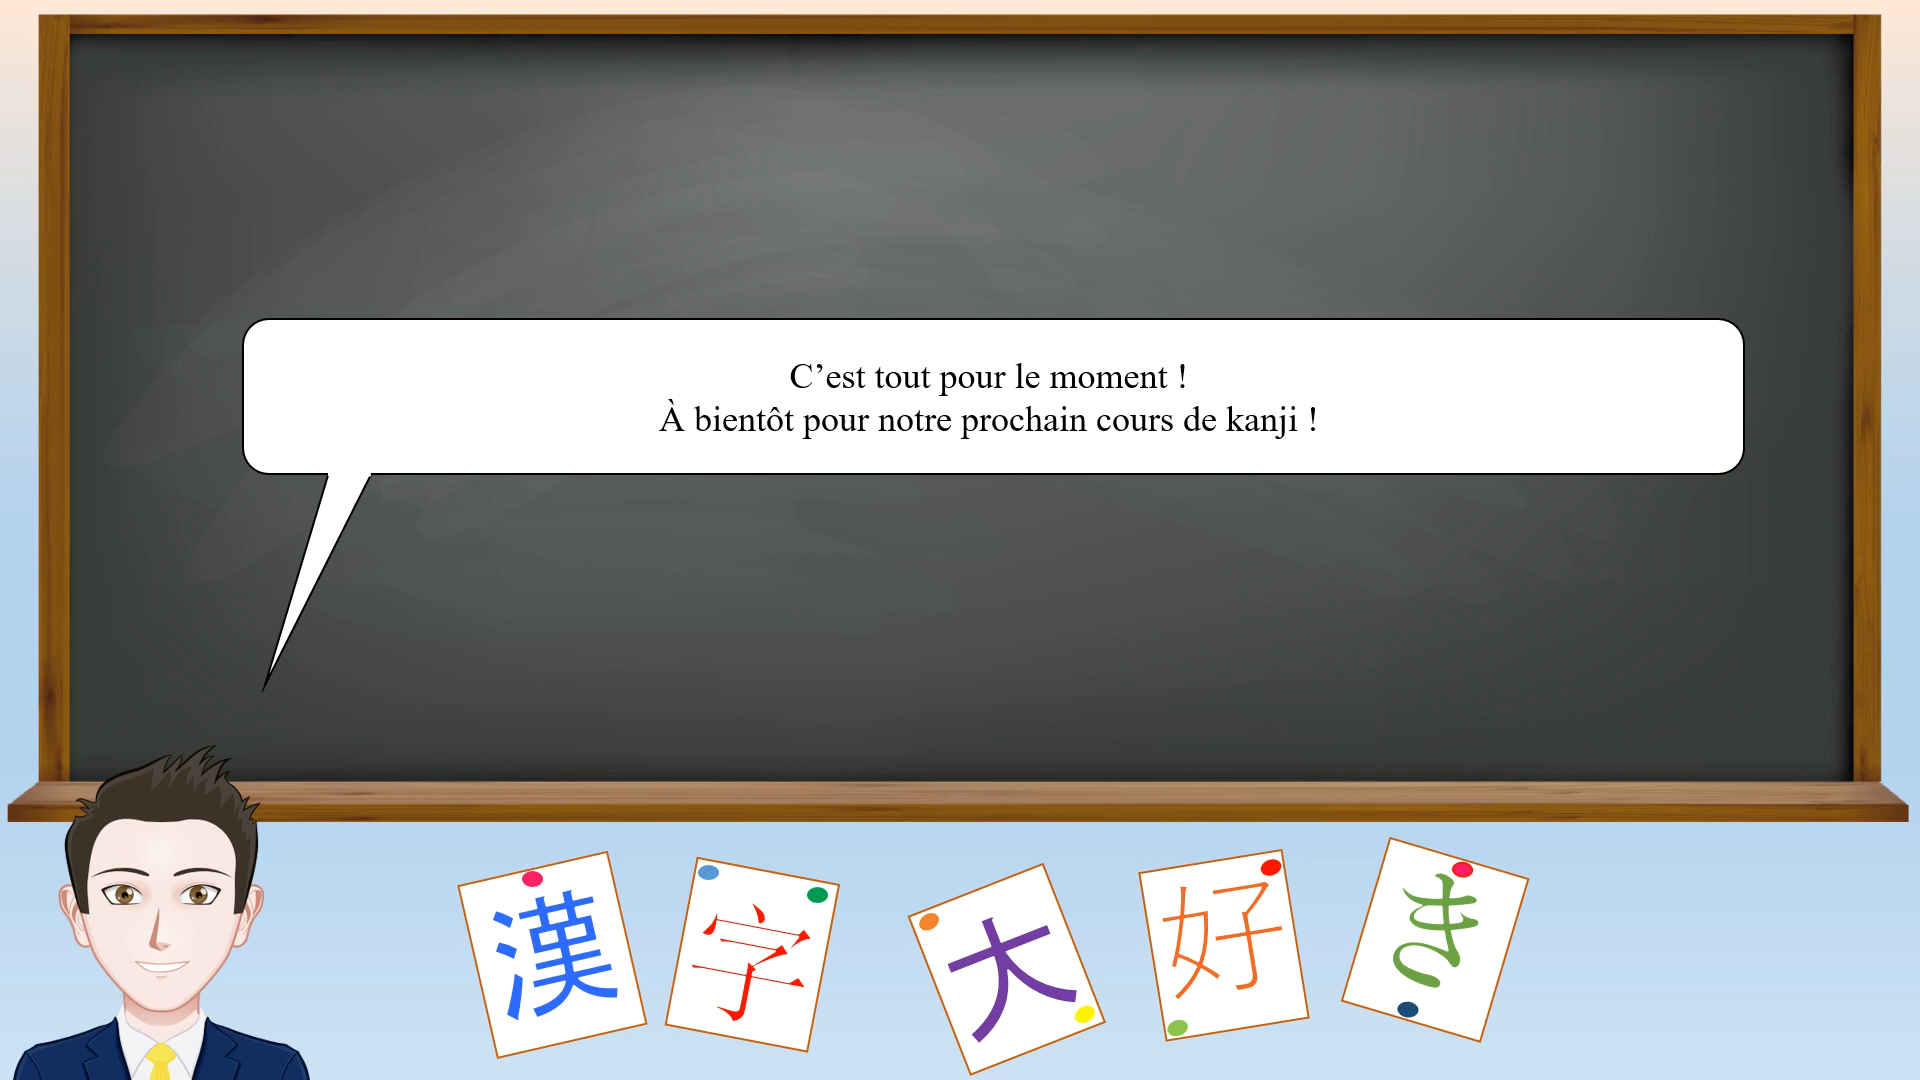 C’est tout pour le moment !
À bientôt pour notre prochain cours de kanji !
漢字大好き